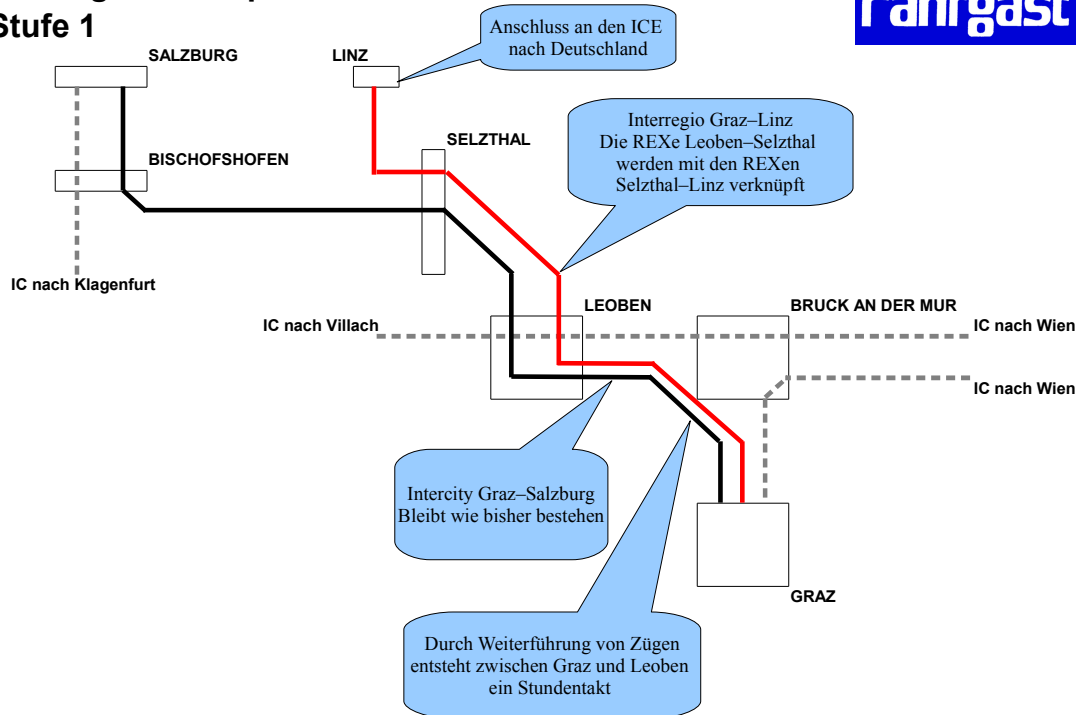 Stufe 1
fahrgast
SALZBURG
LINZ
Anschluss an den ICE
nach Deutschland
Interregio Graz–Linz
Die REXe Leoben–Selzthal
werden mit den REXen
Selzthal–Linz verknüpft
SELZTHAL
BISCHOFSHOFEN
IC nach Klagenfurt
LEOBEN
BRUCK AN DER MUR
IC nach Villach
IC nach Wien
IC nach Wien
Intercity Graz–Salzburg
Bleibt wie bisher bestehen
GRAZ
Durch Weiterführung von Zügen
entsteht zwischen Graz und Leoben
ein Stundentakt